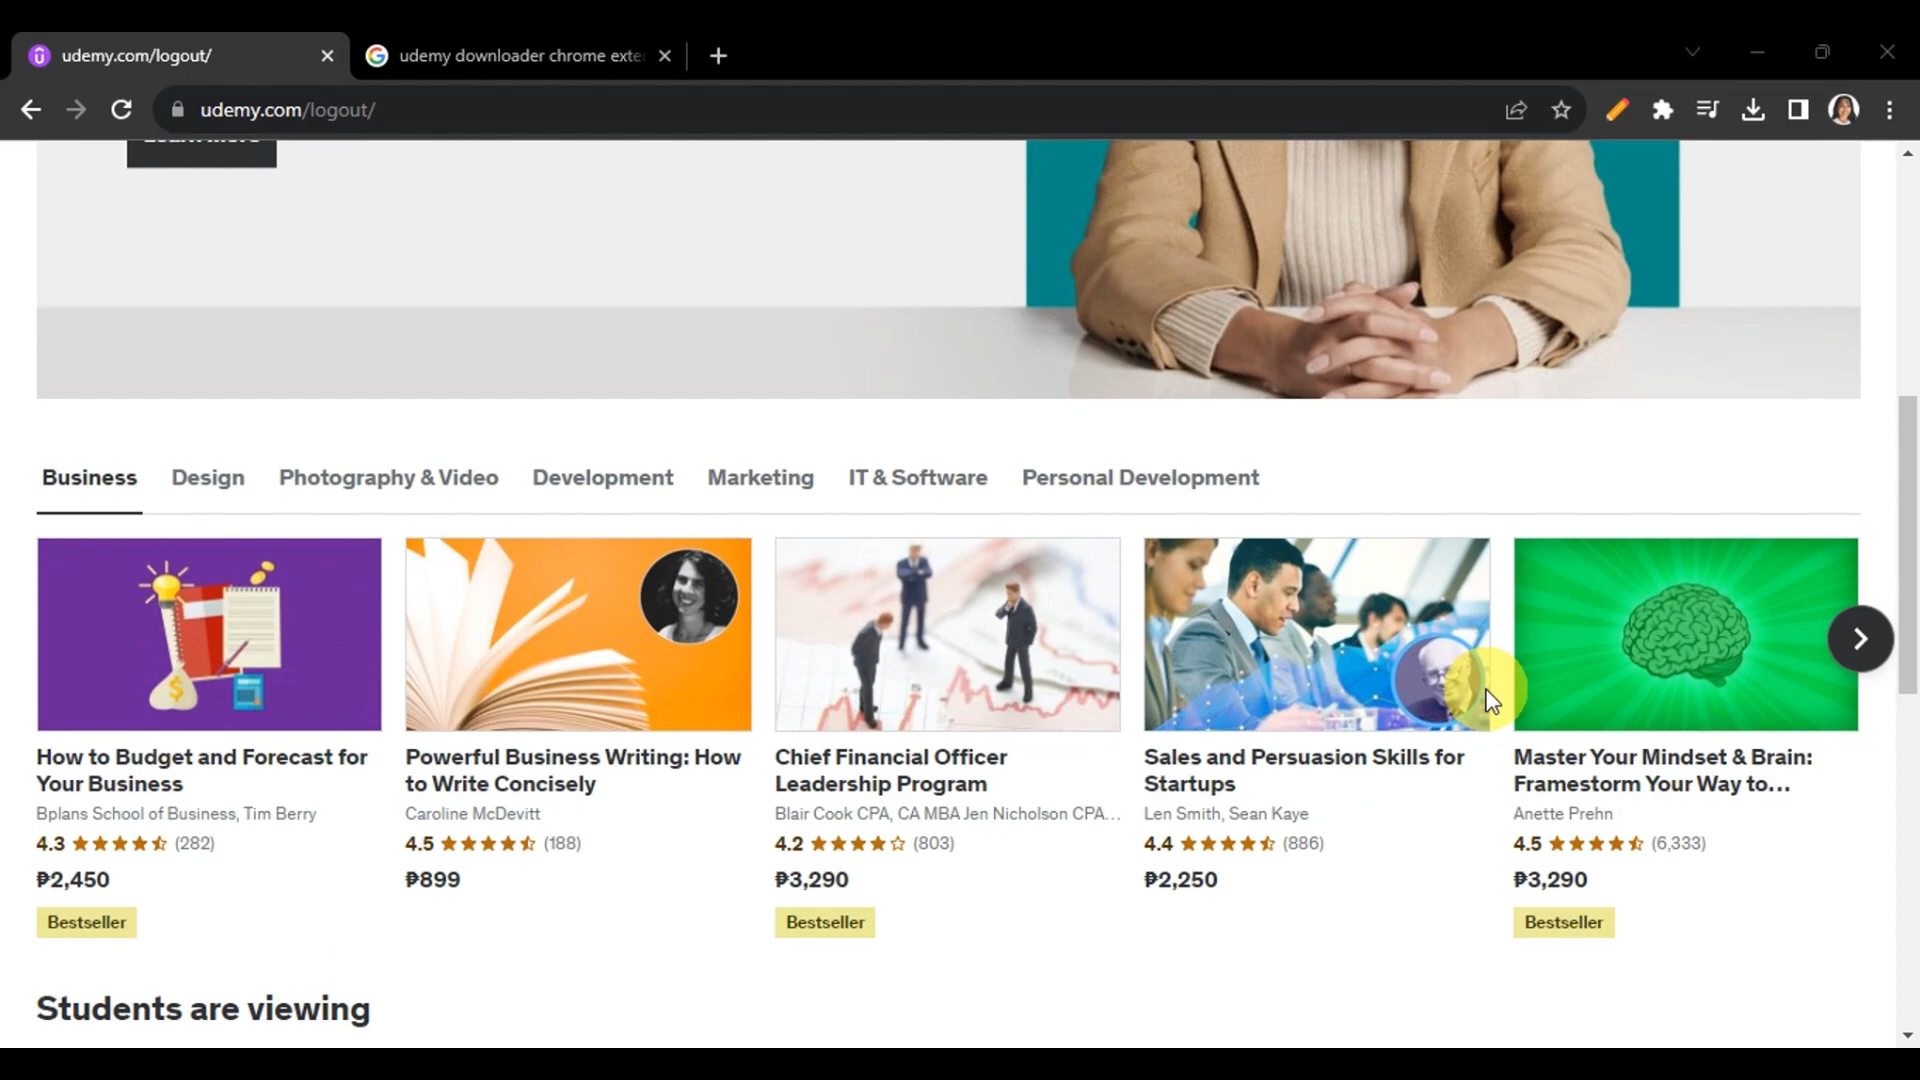 udemy.com/logout/
udemy downloader chrome exte
udemy.com/logout/
Learn more
Business Design Photography & Video Development Marketing IT & Software Personal Development
How to Budget and Forecast for
Your Business
Bplans School of Business, Tim Berry
4.3 (282)
₱2,450
Bestseller
Powerful Business Writing: How
to Write Concisely
Caroline McDevitt
4.5 (188)
₱899
Chief Financial Officer
Leadership Program
Blair Cook CPA, CA MBA Jen Nicholson CPA...
4.2 (803)
₱3,290
Bestseller
Sales and Persuasion Skills for
Startups
Len Smith, Sean Kaye
4.4 (886)
₱2,250
Master Your Mindset & Brain:
Framestorm Your Way to...
Anette Prehn
4.5 (6,333)
₱3,290
Bestseller
Students are viewing